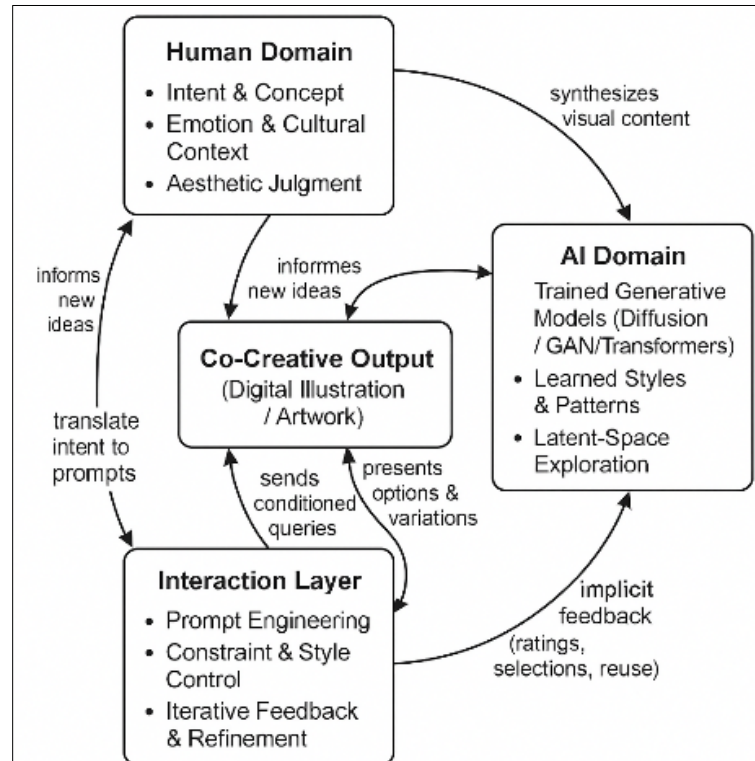 Human Domain
• Intent & Concept
• Emotion & Cultural
Context
• Aesthetic Julgment
synthesizes
visual content
informs
new
ideas
informmes
new ideas
AI Domain
Trained Generative
Models (Diffusion
/ GAN/Transformers)
• Learned Styles
& Patterns
• Latent-Space
Exploration
Co-Creative Output
(Digital Illustration
/ Artwork)
translate
intent to
prompts
sends
conditioned
queries
presents
options &
variations
Interaction Layer
• Prompt Engineering
• Constraint & Style
Control
• Iterative Feedback
& Refinement
implicit
feedback
(ratings,
selections, reuse)